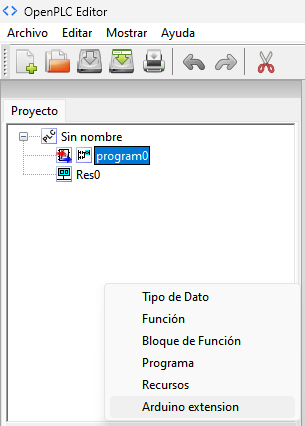 OpenPLC Editor
Archivo Editar Mostrar Ayuda
Proyecto
Sin nombre
program0
Res0
Tipo de Dato
Función
Bloque de Función
Programa
Recursos
Arduino extension